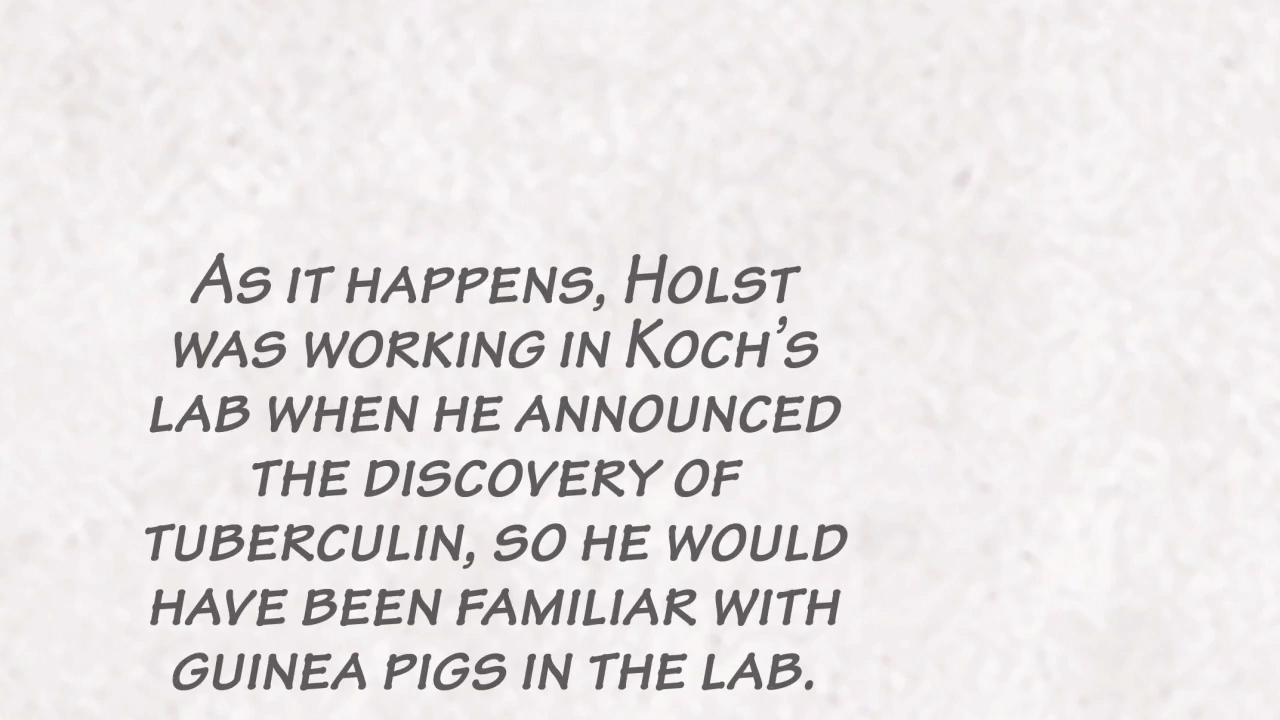 As it happens, Holst
was working in Koch’s
lab when he announced
the discovery of
tuberculin, so he would
have been familiar with
guinea pigs in the lab.